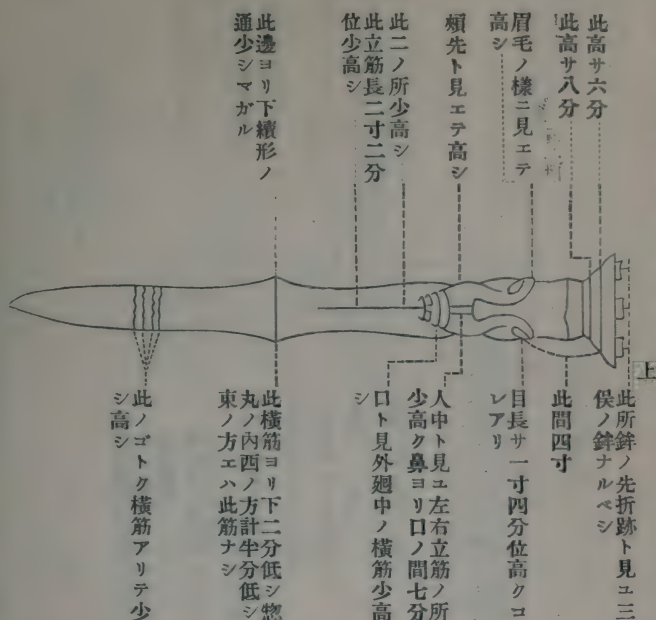 此高サ六分
此高サ八分
眉毛ノ樣ニ見エテ
高シ
頬先ト見エテ高シ
此二ノ所少高シ
此立筋長二寸二分
位少高シ
此邊ヨリ下續形ノ
通少シマガル
上
此所鉾ノ先折跡ト見ユ三
俣ノ鉾ナルベシ
此間四寸
目長サ一寸四分位高クコ
レアリ
人中ト見ユ左右立筋ノ所
少高ク鼻ヨリ口ノ間七分
口ト見外廻中ノ橫筋少高
シ
此橫筋ヨリ下二分低シ惣
丸ノ內西ノ方計半分低シ
東ノ方エハ此筋ナシ
此ノゴトク橫筋アリテ少
シ高シ